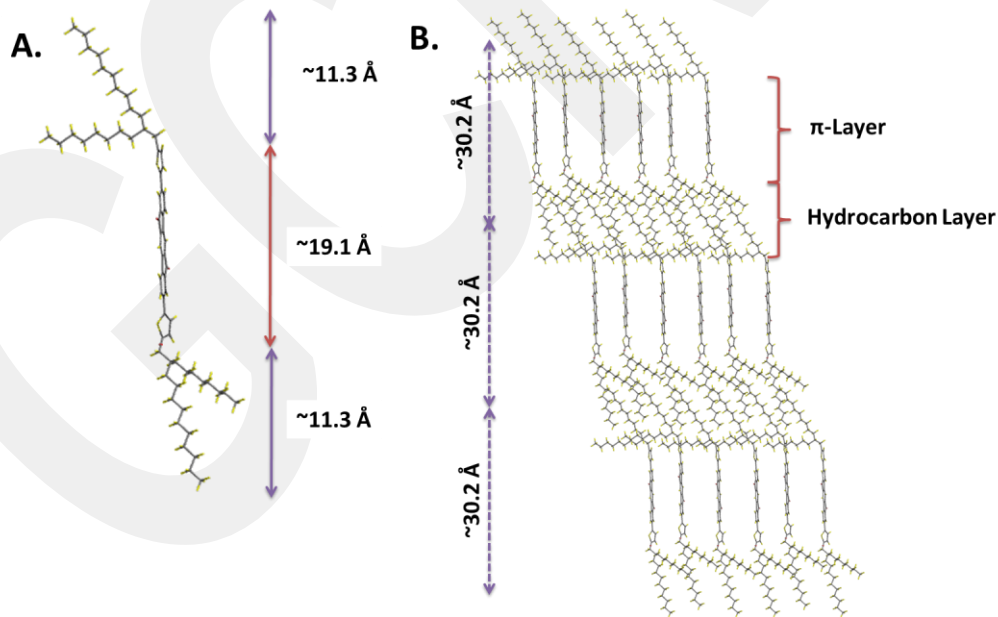 A.
~11.3 Å
~19.1 Å
~11.3 Å
B.
~30.2 Å
~30.2 Å
~30.2 Å
π-Layer
Hydrocarbon Layer